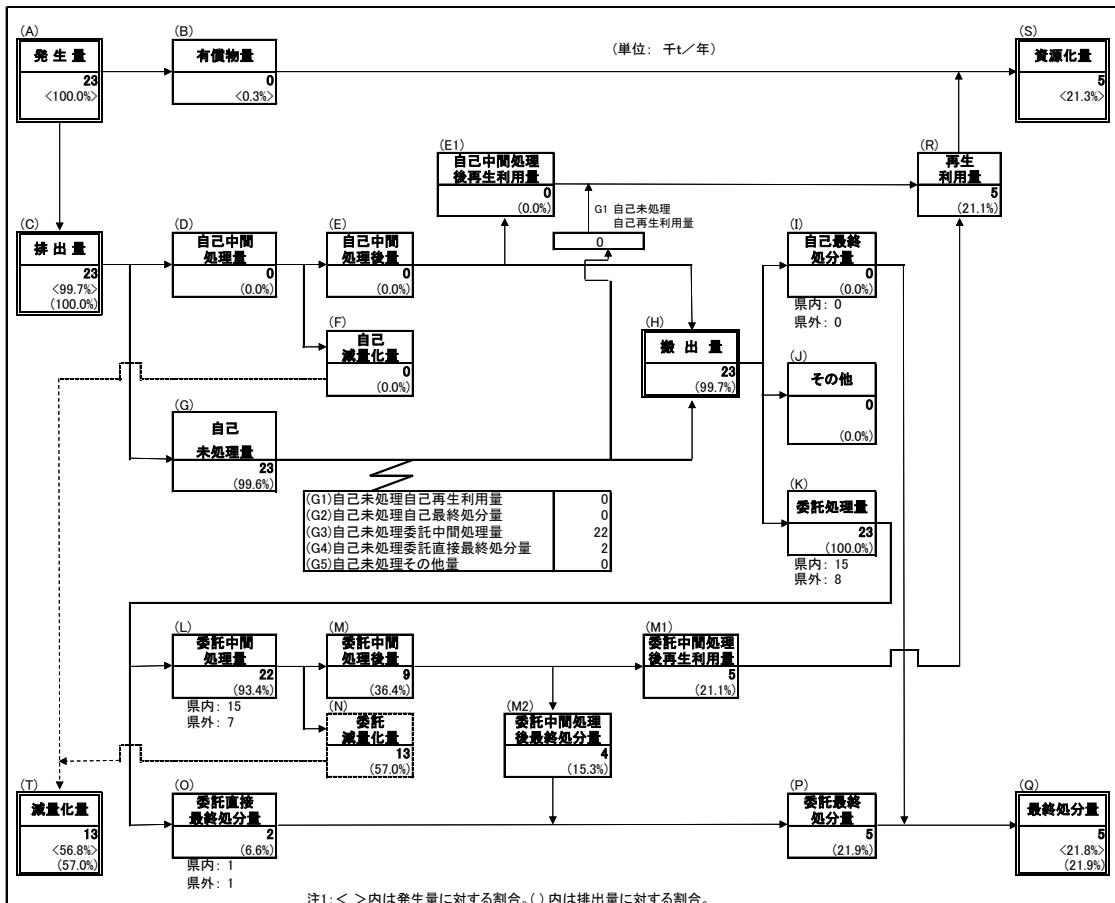 (A)
発 生 量
23
<100.0%>
(B)
有償物量
0
<0.3%>
(単位： 千t／年)
(S)
資源化量
5
<21.3%>
(E1)
自己中間処理
後再生利用量
0
(0.0%)
(R)
再生
利用量
5
(21.1%)
G1 自己未処理
自己再生利用量
0
(C)
排 出 量
23
<99.7%>
(100.0%)
(D)
自己中間
処理量
0
(0.0%)
(E)
自己中間
処理後量
0
(0.0%)
(I)
自己最終
処分量
0
(0.0%)
県内： 0
県外： 0
(F)
自己
減量化量
0
(0.0%)
(H)
搬 出 量
23
(99.7%)
(J)
その他
0
(0.0%)
(G)
自己
未処理量
23
(99.6%)
(G1)自己未処理自己再生利用量 0
(G2)自己未処理自己最終処分量 0
(G3)自己未処理委託中間処理量 22
(G4)自己未処理委託直接最終処分量 2
(G5)自己未処理その他量 0
(K)
委託処理量
23
(100.0%)
県内： 15
県外： 8
(L)
委託中間
処理量
22
(93.4%)
県内： 15
県外： 7
(M)
委託中間
処理後量
9
(36.4%)
(M1)
委託中間処理
後再生利用量
5
(21.1%)
(N)
委託
減量化量
13
(57.0%)
(M2)
委託中間処理
後最終処分量
4
(15.3%)
(T)
減量化量
13
<56.8%>
(57.0%)
(O)
委託直接
最終処分量
2
(6.6%)
県内： 1
県外： 1
(P)
委託最終
処分量
5
(21.9%)
(Q)
最終処分量
5
<21.8%>
(21.9%)
注1：＜ ＞内は発生量に対する割合。( ) 内は排出量に対する割合。